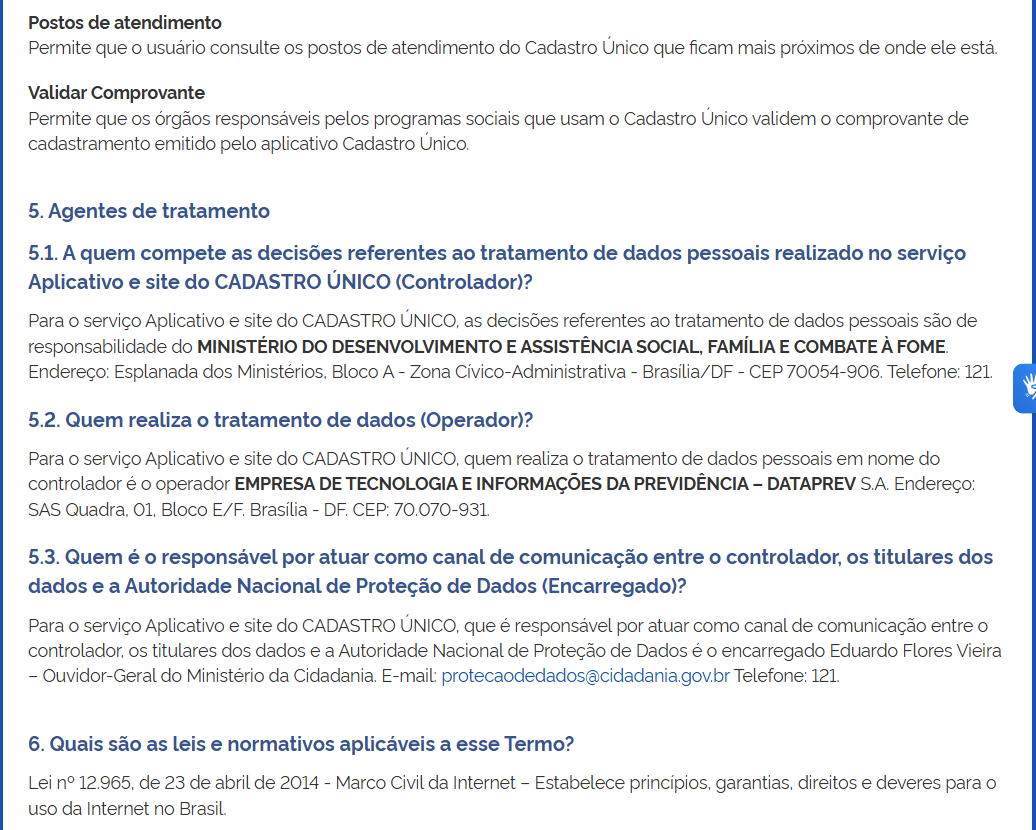 Postos de atendimento
Permite que o usuário consulte os postos de atendimento do Cadastro Único que ficam mais próximos de onde ele está.
Validar Comprovante
Permite que os órgãos responsáveis pelos programas sociais que usam o Cadastro Único validem o comprovante de
cadastramento emitido pelo aplicativo Cadastro Único.
5. Agentes de tratamento
5.1. A quem compete as decisões referentes ao tratamento de dados pessoais realizado no serviço
Aplicativo e site do CADASTRO ÚNICO (Controlador)?
Para o serviço Aplicativo e site do CADASTRO ÚNICO, as decisões referentes ao tratamento de dados pessoais são de
responsabilidade do MINISTÉRIO DO DESENVOLVIMENTO E ASSISTÊNCIA SOCIAL, FAMÍLIA E COMBATE À FOME.
Endereço: Esplanada dos Ministérios, Bloco A - Zona Cívico-Administrativa - Brasília/DF - CEP 70054-906. Telefone: 121.
5.2. Quem realiza o tratamento de dados (Operador)?
Para o serviço Aplicativo e site do CADASTRO ÚNICO, quem realiza o tratamento de dados pessoais em nome do
controlador é o operador EMPRESA DE TECNOLOGIA E INFORMAÇÕES DA PREVIDÊNCIA – DATAPREV S.A. Endereço:
SAS Quadra, 01, Bloco E/F. Brasília - DF. CEP: 70.070-931.
5.3. Quem é o responsável por atuar como canal de comunicação entre o controlador, os titulares dos
dados e a Autoridade Nacional de Proteção de Dados (Encarregado)?
Para o serviço Aplicativo e site do CADASTRO ÚNICO, que é responsável por atuar como canal de comunicação entre o
controlador, os titulares dos dados e a Autoridade Nacional de Proteção de Dados é o encarregado Eduardo Flores Vieira
– Ouvidor-Geral do Ministério da Cidadania. E-mail: protecaodedados@cidadania.gov.br Telefone: 121.
6. Quais são as leis e normativos aplicáveis a esse Termo?
Lei nº 12.965, de 23 de abril de 2014 - Marco Civil da Internet – Estabelece princípios, garantias, direitos e deveres para o
uso da Internet no Brasil.